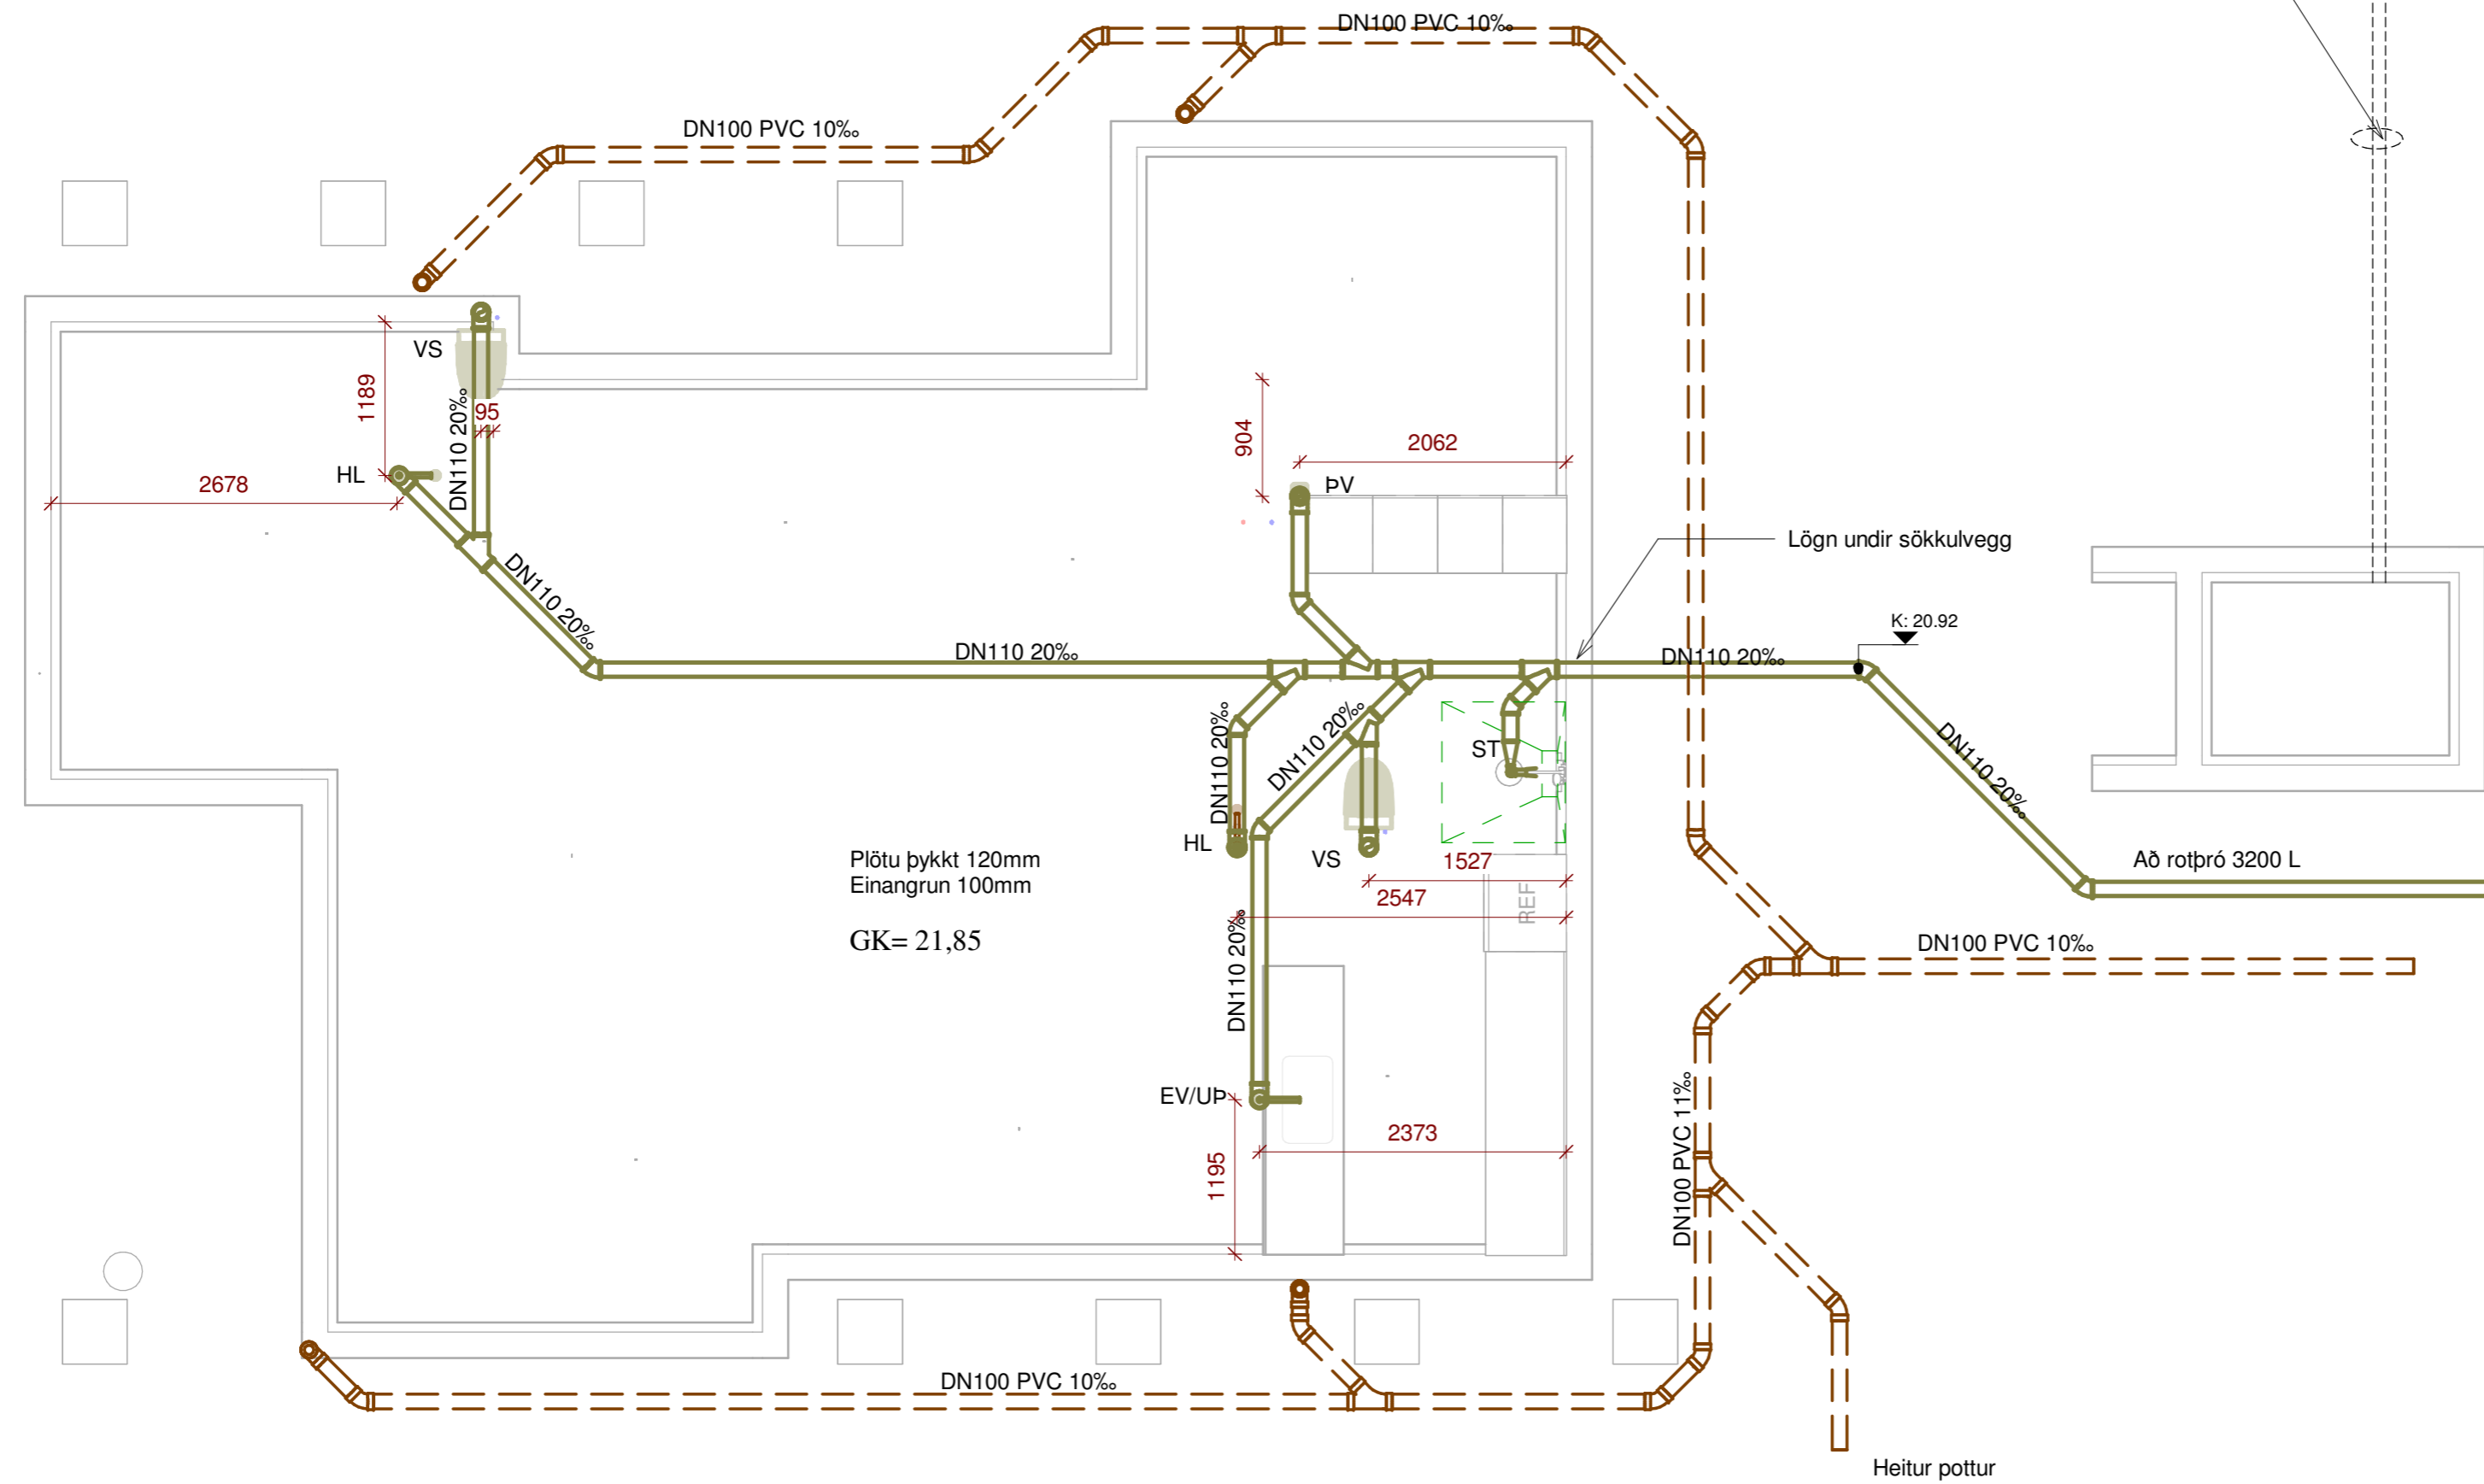 DN100 PVC 10‰
DN100 PVC 10‰
VS
1189
DN110 20‰
95
HL
2678
904
2062
ÞV
DN110 20‰
Lögn undir sökkulvegg
K: 20.92
DN110 20‰
DN110 20‰
DN110 20‰
DN110 20‰
ST
DN110 20‰
HL
VS
1527
2547
REF
Plötu þykkt 120mm
Einangrun 100mm
GK= 21,85
Að rotþró 3200 L
DN100 PVC 10‰
DN110 20‰
EV/UÞ
2373
1195
DN100 PVC 11‰
DN100 PVC 10‰
Heitur pottur